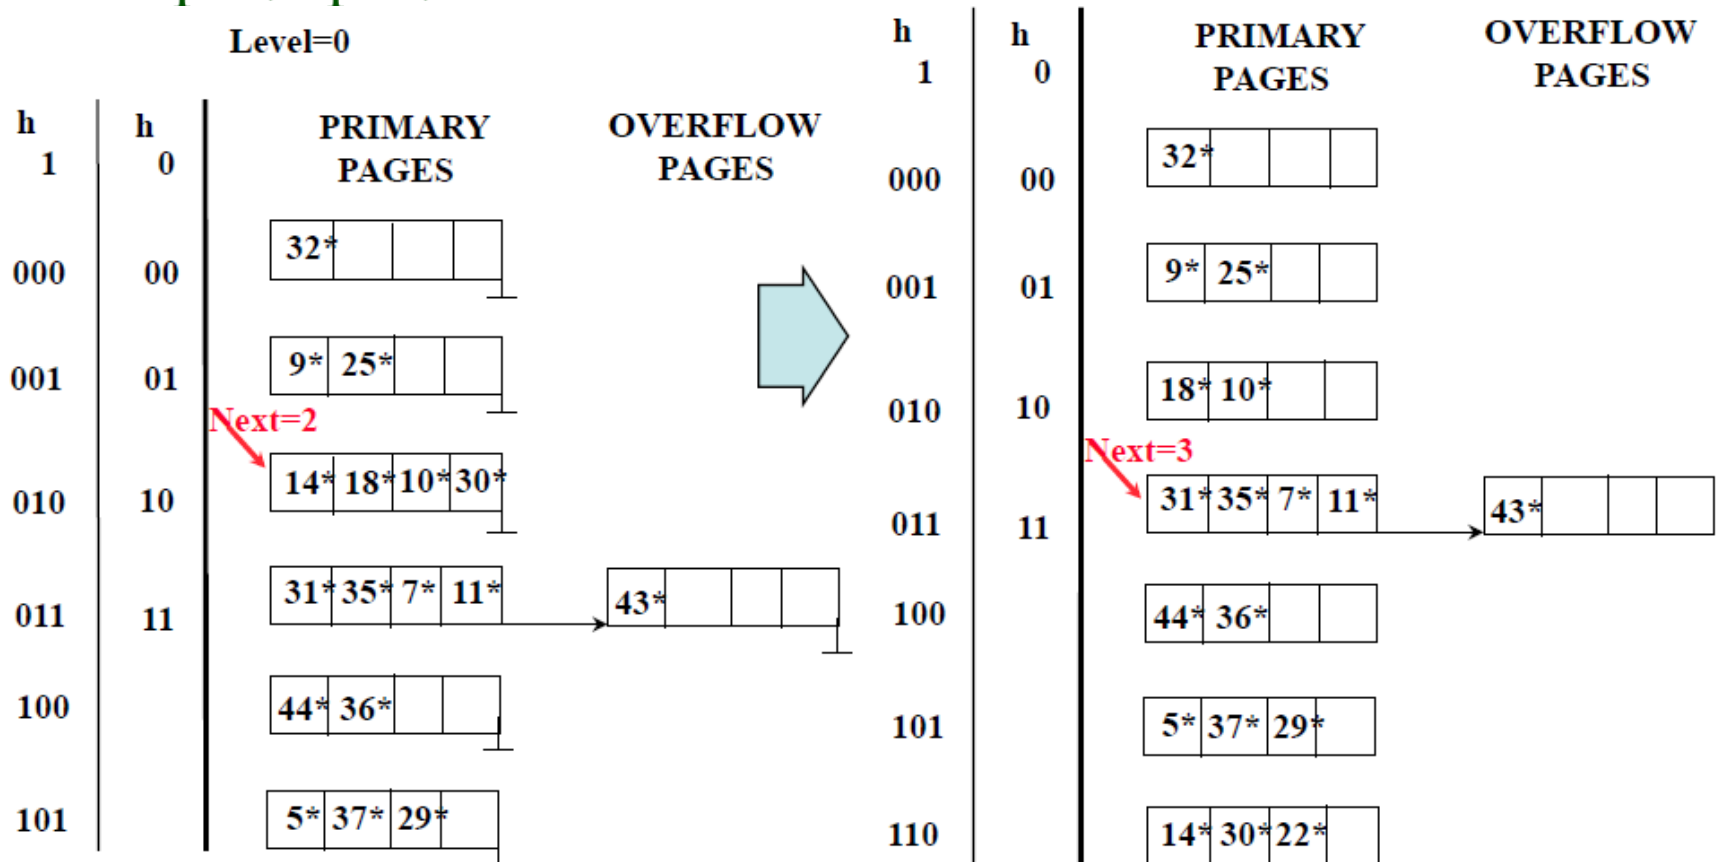 Level=0
h h PRIMARY OVERFLOW
1 0 PAGES PAGES
000 00 32*
001 01 9* 25*
Next=2
010 10 14* 18* 10* 30*
011 11 31* 35* 7* 11* 43*
100 44* 36*
101 5* 37* 29*
h h PRIMARY OVERFLOW
1 0 PAGES PAGES
000 00 32*
001 01 9* 25*
010 10 18* 10*
Next=3
011 11 31* 35* 7* 11* 43*
100 44* 36*
101 5* 37* 29*
110 14* 30* 22*